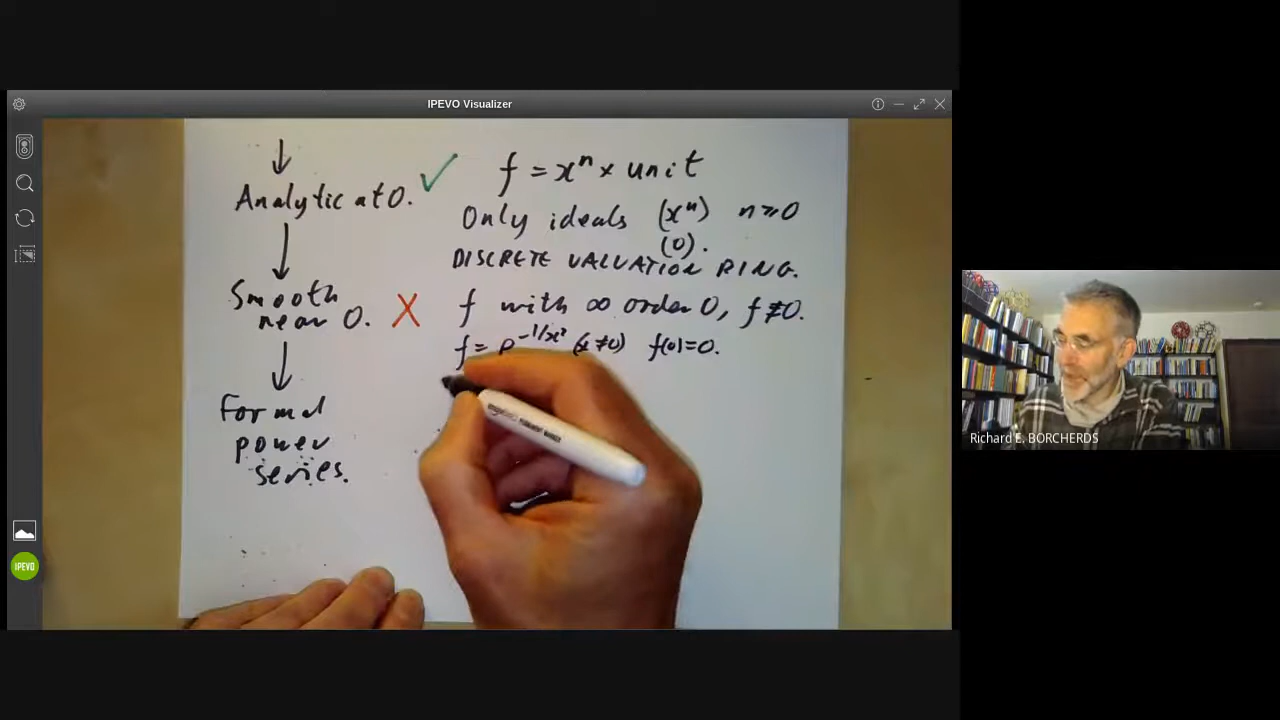 IPEVO Visualizer
Analytic at 0. ✓
Smooth
near 0. X
Formal
power
series.
f = xⁿ × unit
Only ideals (xⁿ) n ≥ 0
(0).
DISCRETE VALUATION RING.
f with ∞ order 0, f ≠ 0.
f = e^{-1/x²} (x ≠ 0) f(0) = 0.
IPEVO
Richard E. BORCHERDS